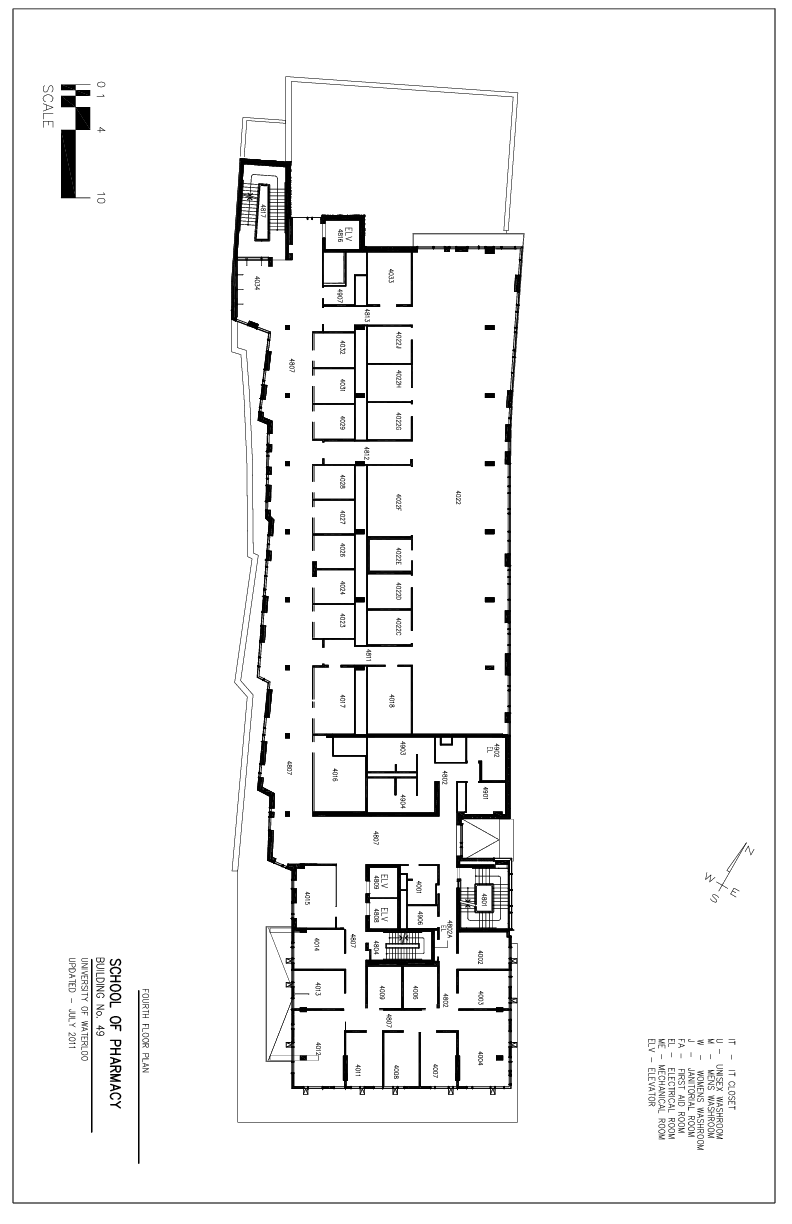 0 1 4 10
SCALE
4817
ELV
4816
4034
4907
4033
4813
4807
4032
4022J
4031
4022H
4029
4022G
4812
4028
4022F
4022
4027
4026
4022E
4024
4022D
4023
4022C
4811
4017
4018
4807
4016
4903
4904
4802
4902
EL
4901
4807
4015
ELV
4809
ELV
4808
4001
4906
4801
4802A
EL
4014
4807
4804
4002
4013
4009
4006
4802
4003
4807
4012
4011
4008
4007
4004
N
W E
S
FOURTH FLOOR PLAN
SCHOOL OF PHARMACY
BUILDING No. 49
UNIVERSITY OF WATERLOO
UPDATED - JULY 2011
IT - IT CLOSET
U - UNISEX WASHROOM
M - MENS WASHROOM
W - WOMENS WASHROOM
J - JANITORIAL ROOM
FA - FIRST AID ROOM
EL - ELECTRICAL ROOM
ME - MECHANICAL ROOM
ELV - ELEVATOR